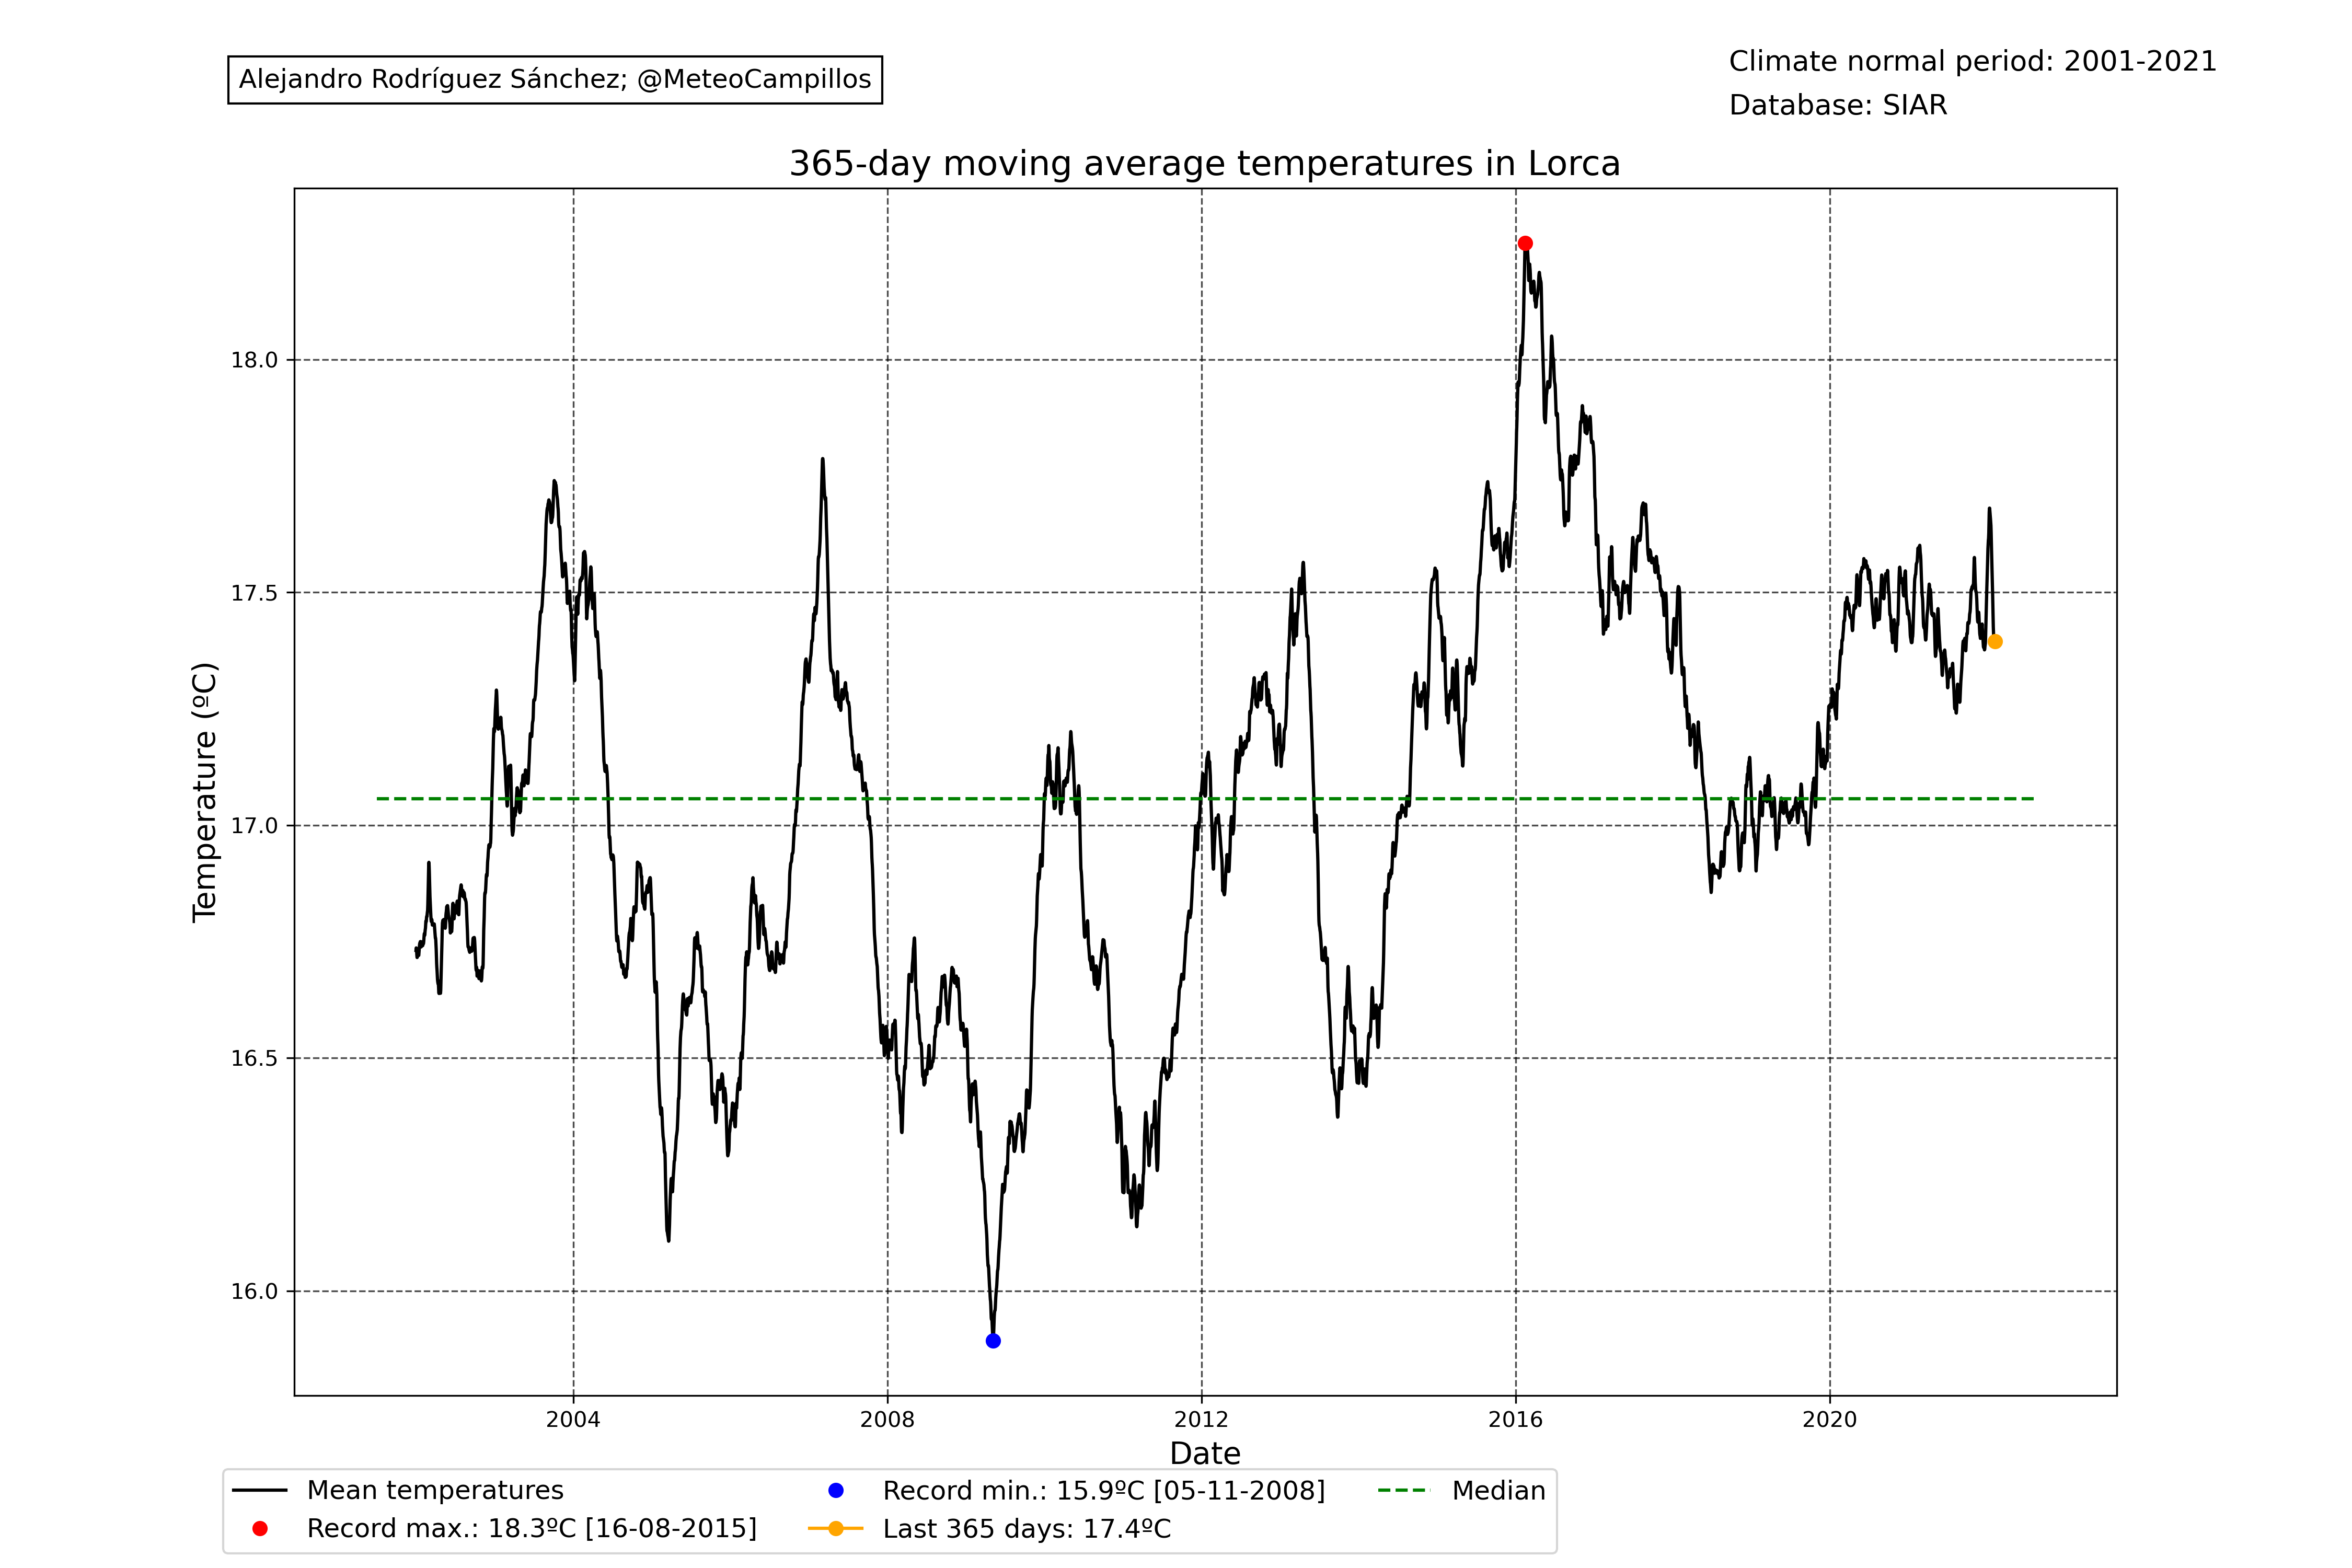 Alejandro Rodríguez Sánchez; @MeteoCampillos
Climate normal period: 2001-2021
Database: SIAR
365-day moving average temperatures in Lorca
Temperature (ºC)
18.0
17.5
17.0
16.5
16.0
2004
2008
2012
2016
2020
Date
Mean temperatures
Record max.: 18.3ºC [16-08-2015]
Record min.: 15.9ºC [05-11-2008]
Last 365 days: 17.4ºC
Median